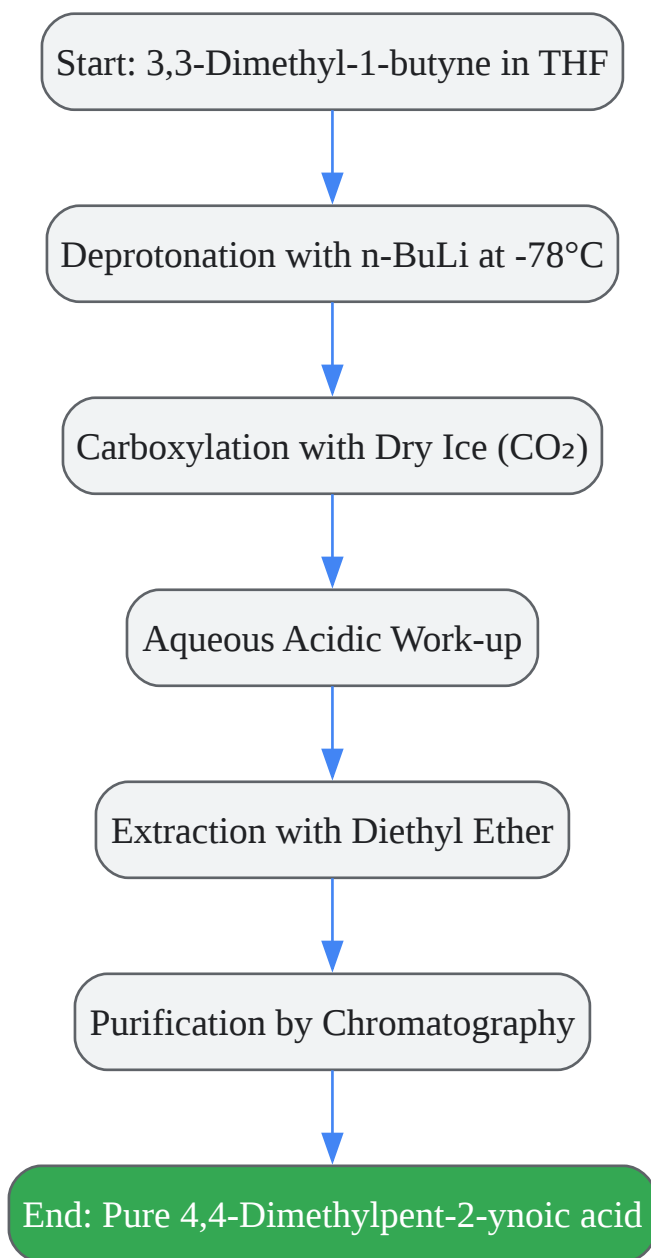 Start: 3,3-Dimethyl-1-butyne in THF
Deprotonation with n-BuLi at -78°C
Carboxylation with Dry Ice (CO₂)
Aqueous Acidic Work-up
Extraction with Diethyl Ether
Purification by Chromatography
End: Pure 4,4-Dimethylpent-2-ynoic acid